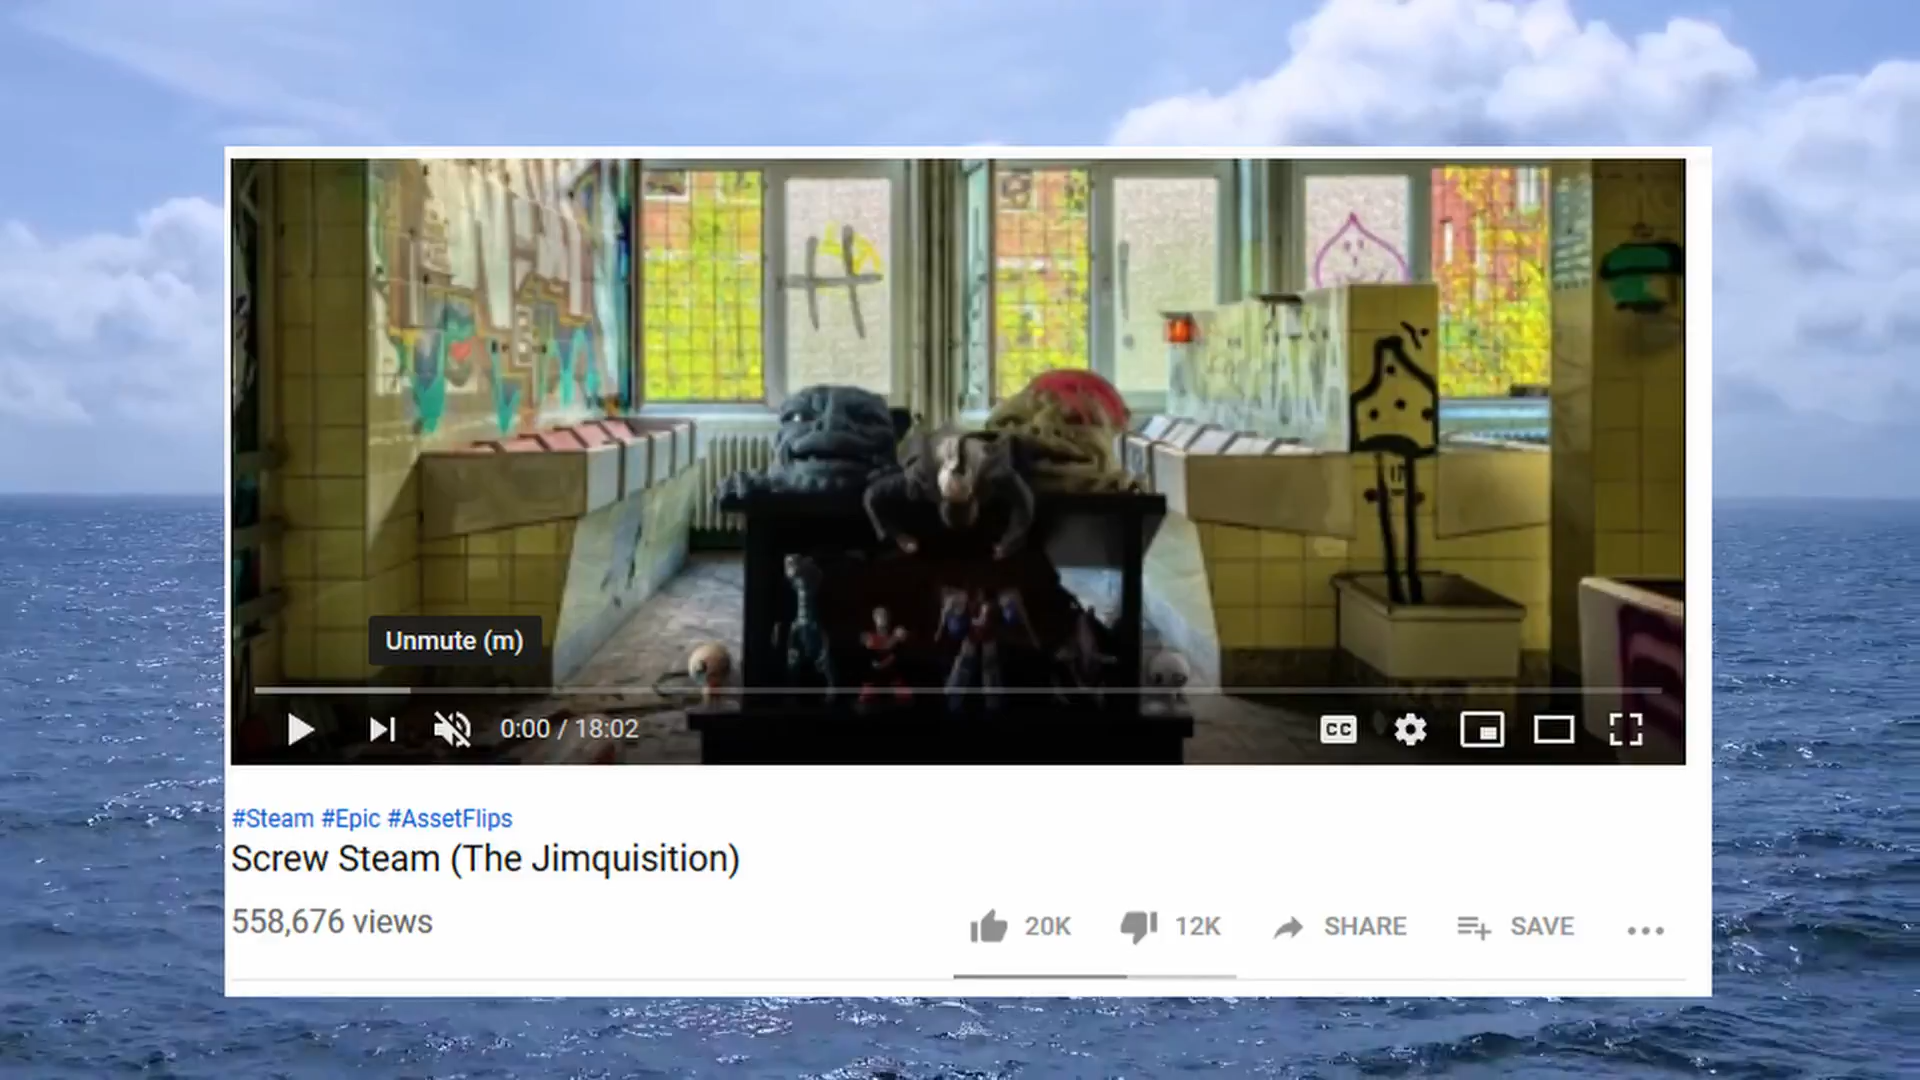 Unmute (m)
0:00 / 18:02
CC
#Steam #Epic #AssetFlips
Screw Steam (The Jimquisition)
558,676 views
20K
12K
SHARE
SAVE